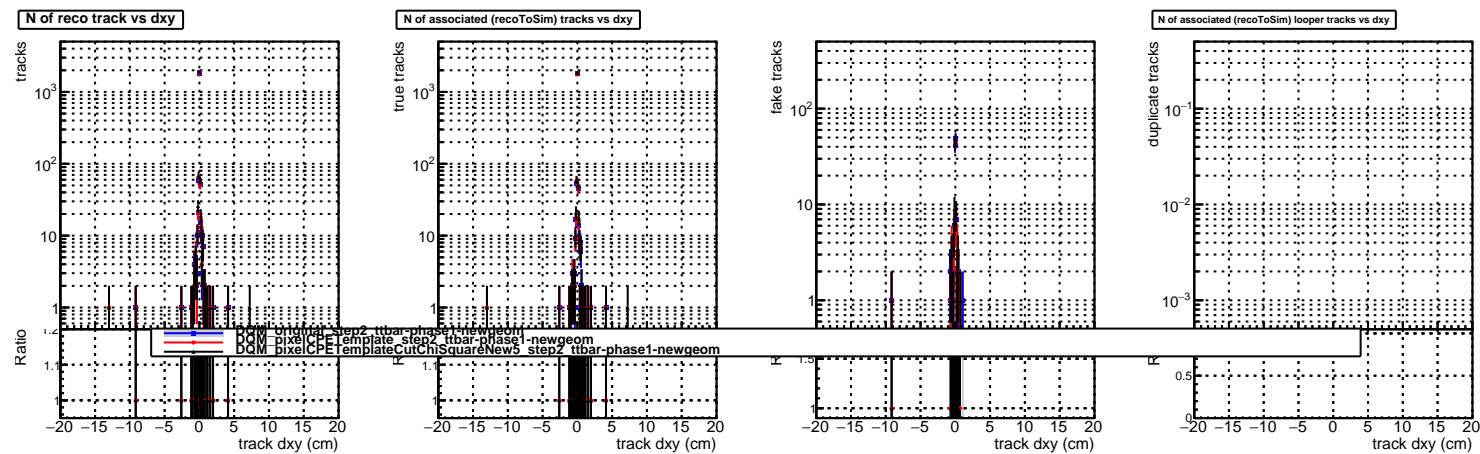 N of reco track vs dxy
N of associated (recoToSim) tracks vs dxy
N of associated (recoToSim) looper tracks vs dxy
tracks
10³
10²
10
1
Ratio
1.2
1.1
1
−20 −15 −10 −5 0 5 10 15 20
track dxy (cm)
true tracks
10³
10²
10
1
−20 −15 −10 −5 0 5 10 15 20
track dxy (cm)
fake tracks
10²
10
1
1.5
1
−20 −15 −10 −5 0 5 10 15 20
track dxy (cm)
duplicate tracks
10⁻¹
10⁻²
10⁻³
0.5
0
−20 −15 −10 −5 0 5 10 15 20
track dxy (cm)
DQM_original_step2_ttbar-phase1-newgeom
DQM_pixelCPETemplate_step2_ttbar-phase1-newgeom
DQM_pixelCPETemplateCutChiSquareNew5_step2_ttbar-phase1-newgeom